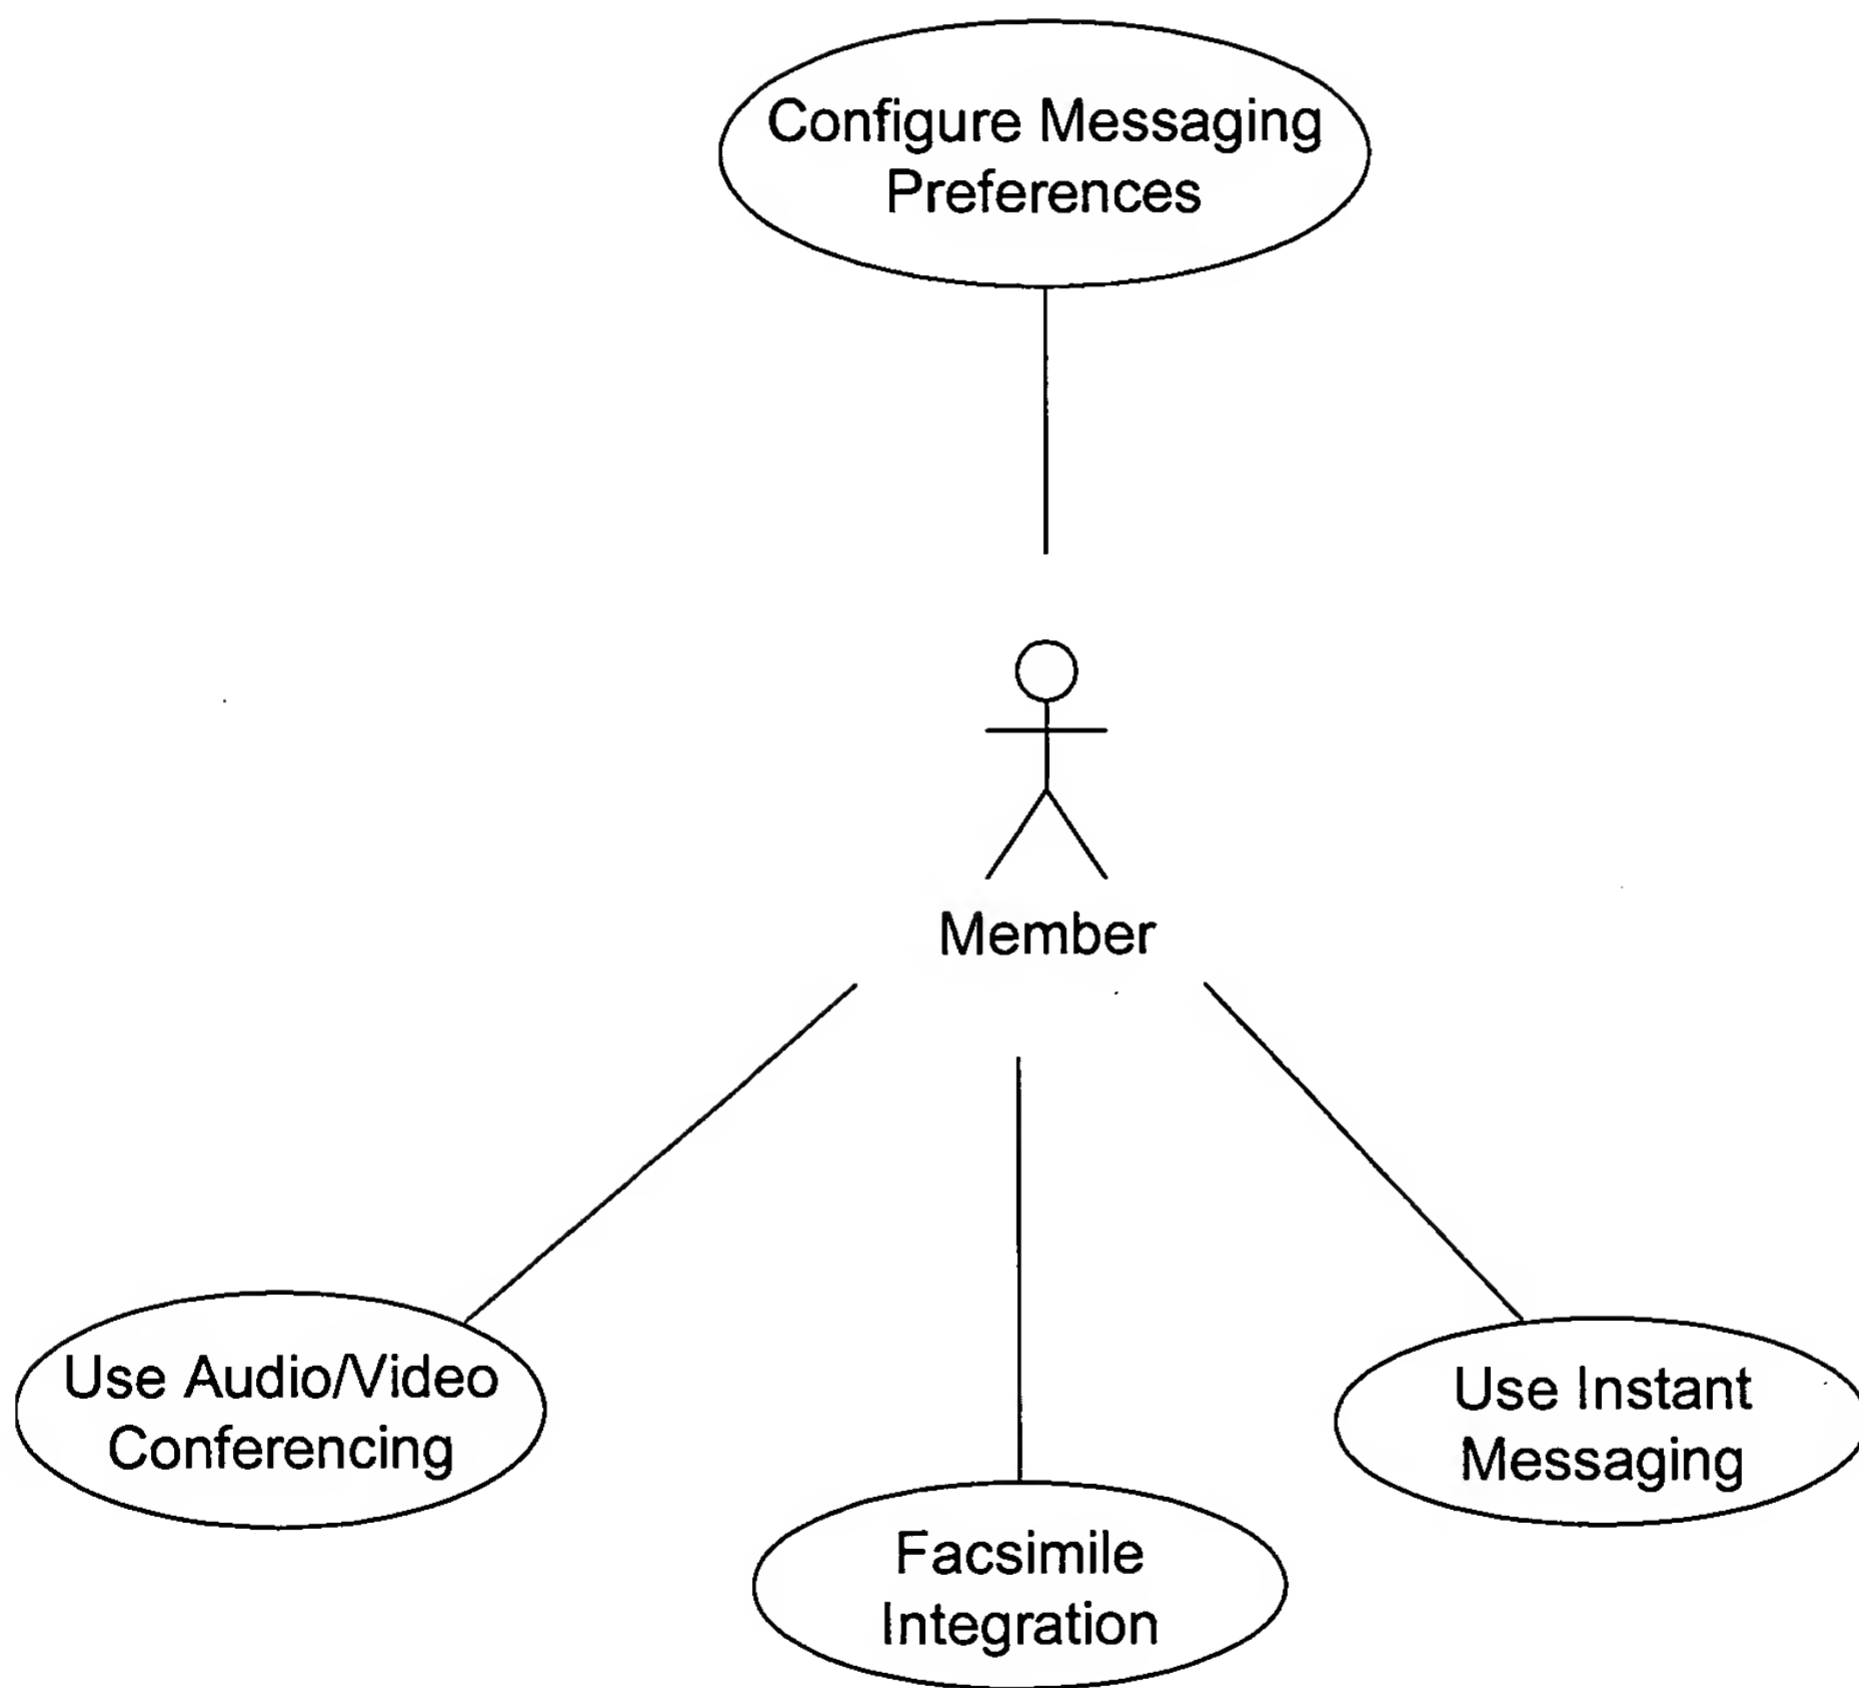 Configure Messaging
Preferences
Member
Use Audio/Video
Conferencing
Use Instant
Messaging
Facsimile
Integration